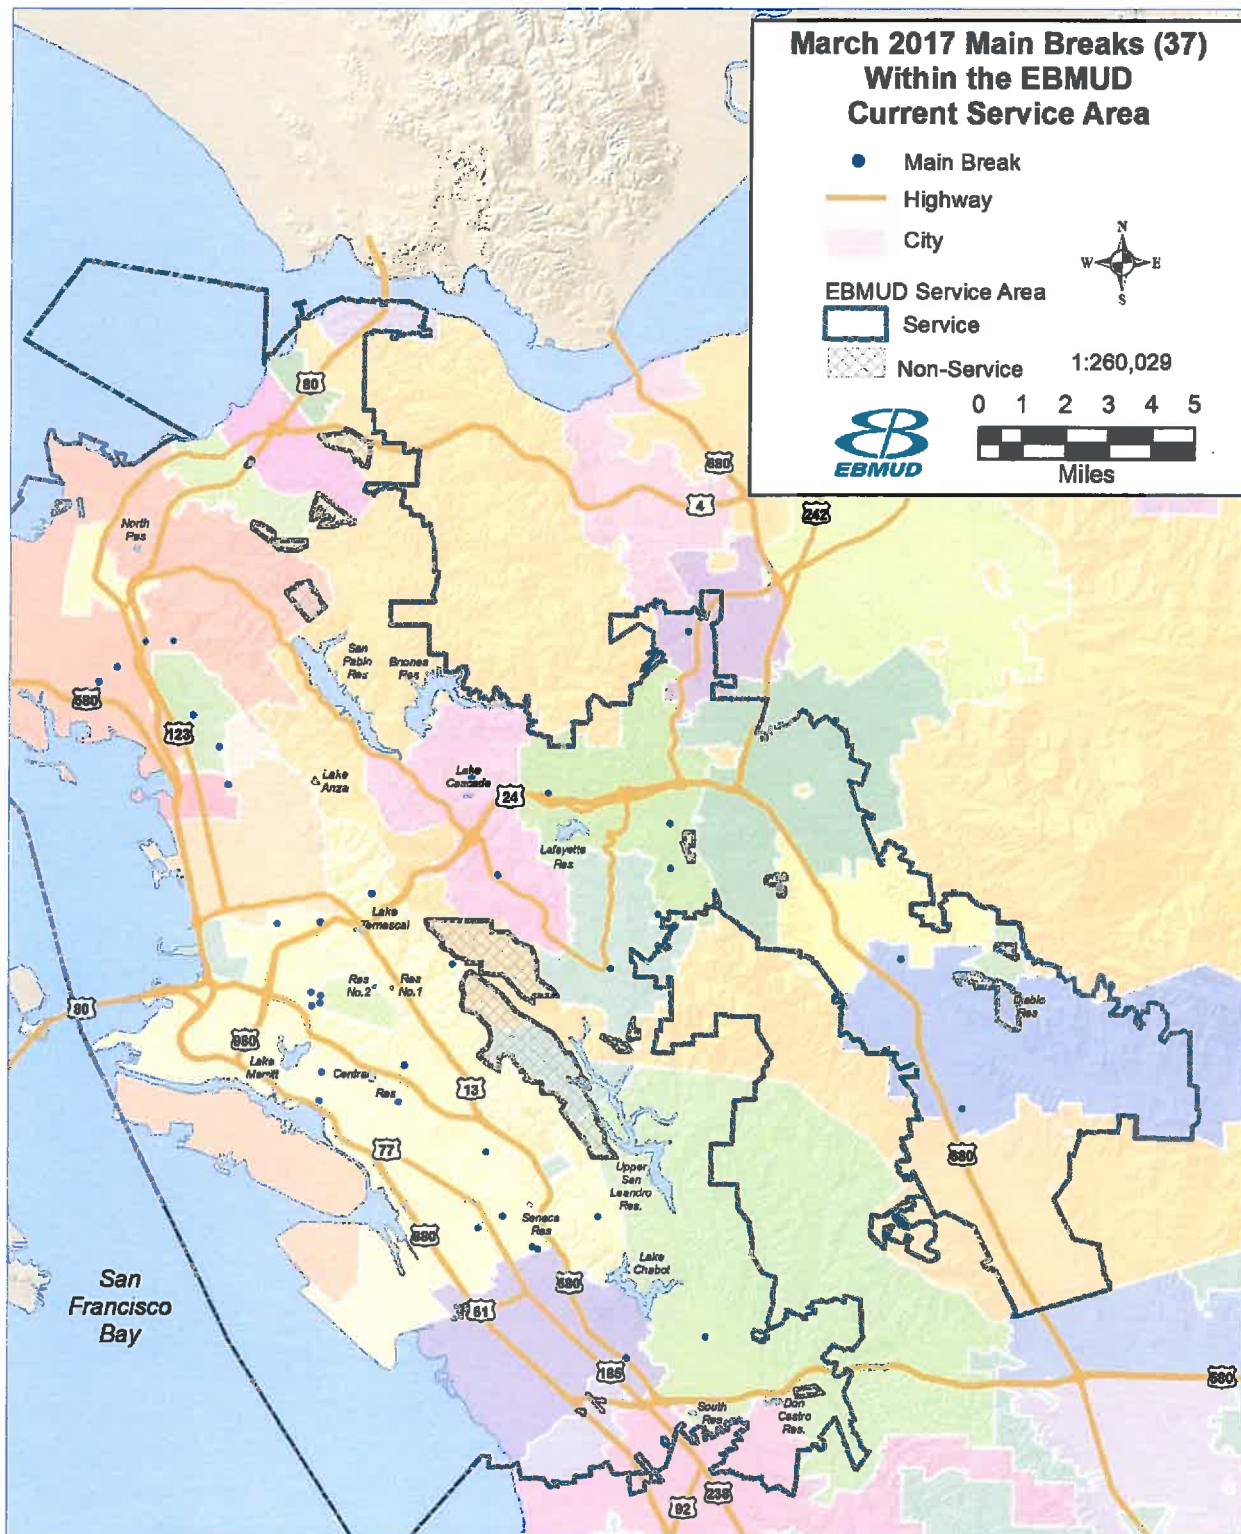 March 2017 Main Breaks (37)
Within the EBMUD
Current Service Area
Main Break
Highway
City
N
W
E
S
EBMUD Service Area
Service
Non-Service
1:260,029
0 1 2 3 4 5
Miles
EBMUD
80
680
4
242
North
Res
San
Pablo
Res
Briones
Res
580
123
Lake
Anza
Lake
Cascade
24
Lafayette
Res
Lake
Temescal
Res
No.2
Res
No.1
Diablo
Res
80
980
Lake
Merritt
Central
Res
13
77
680
Upper
San
Leandro
Res.
Seneca
Res
880
Lake
Chabot
580
San
Francisco
Bay
61
185
580
South
Res
Don
Castro
Res.
238
92